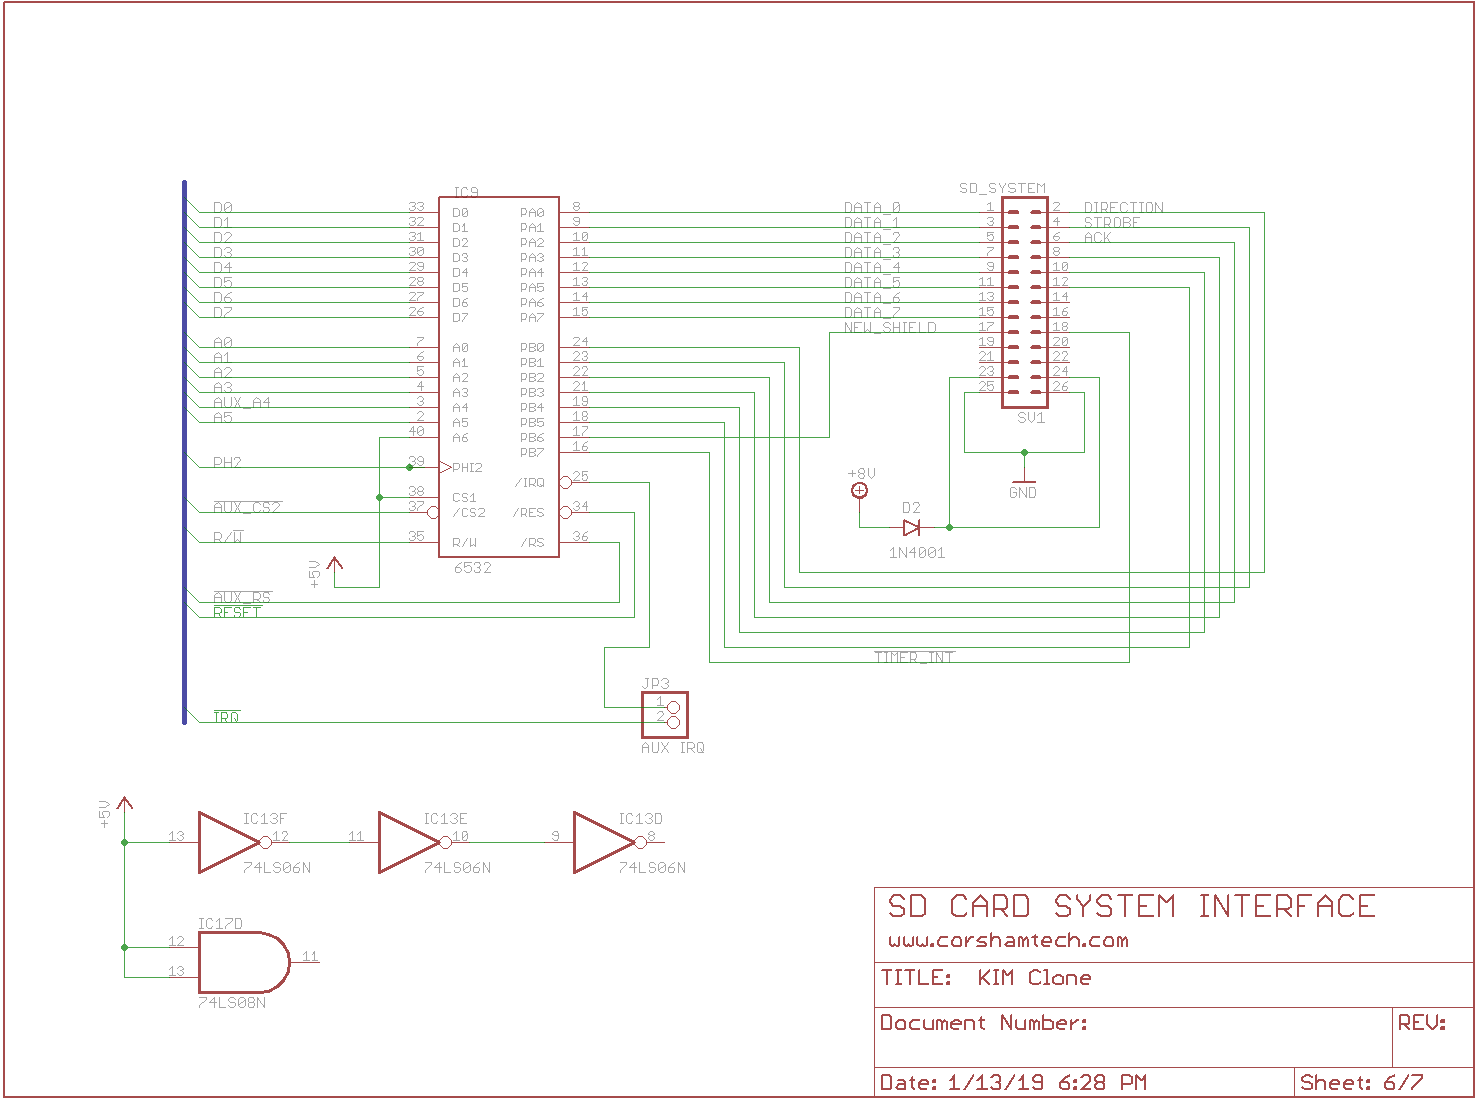 IC9
SD_SYSTEM
D0 33 D0 PA0 8 DATA_0 1 2 DIRECTION
D1 32 D1 PA1 9 DATA_1 3 4 STROBE
D2 31 D2 PA2 10 DATA_2 5 6 ACK
D3 30 D3 PA3 11 DATA_3 7 8
D4 29 D4 PA4 12 DATA_4 9 10
D5 28 D5 PA5 13 DATA_5 11 12
D6 27 D6 PA6 14 DATA_6 13 14
D7 26 D7 PA7 15 DATA_7 15 16
NEW_SHIELD 17 18
A0 7 A0 PB0 24 19 20
A1 6 A1 PB1 23 21 22
A2 5 A2 PB2 22 23 24
A3 4 A3 PB3 21 25 26
AUX_A4 3 A4 PB4 19
A5 2 A5 PB5 18
SV1
40 A6 PB6 17
PB7 16
PH2 39 PHI2
/IRQ 25
+8V
GND
38 CS1
AUX_CS2 37 /CS2 /RES 34
D2
R/W 35 R/W /RS 36
1N4001
6532
+5V
AUX_RS
RESET
TIMER_INT
JP3
1
2
IRQ
AUX IRQ
+5V
IC13F IC13E IC13D
13 12 11 10 9 8
74LS06N 74LS06N 74LS06N
IC17D
12
11
13
74LS08N
SD CARD SYSTEM INTERFACE
www.corshamtech.com
TITLE: KIM Clone
Document Number:
REV:
Date: 1/13/19 6:28 PM
Sheet: 6/7